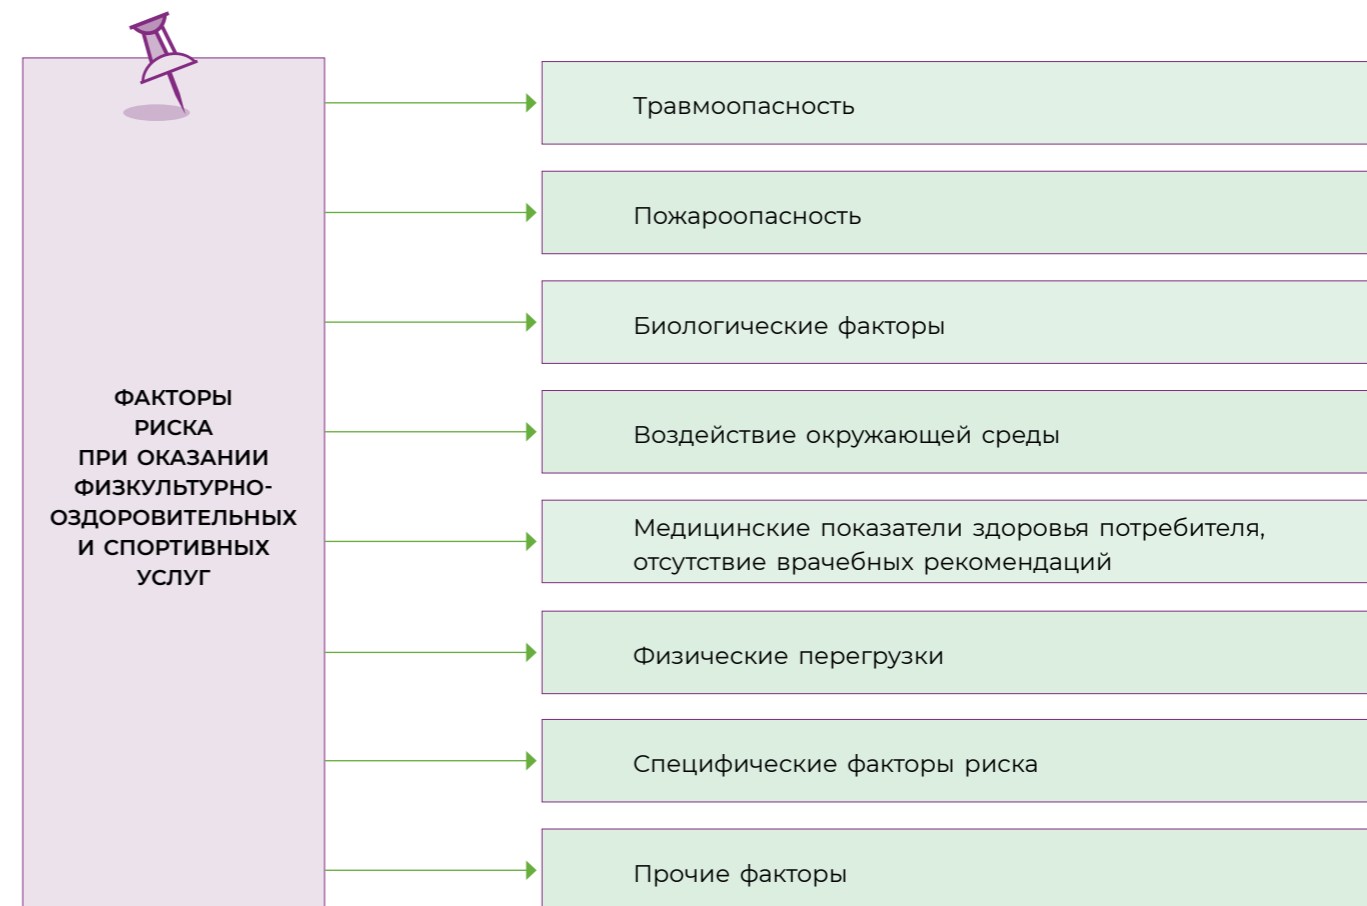 ФАКТОРЫ
РИСКА
ПРИ ОКАЗАНИИ
ФИЗКУЛЬТУРНО-
ОЗДОРОВИТЕЛЬНЫХ
И СПОРТИВНЫХ
УСЛУГ
Травмоопасность
Пожароопасность
Биологические факторы
Воздействие окружающей среды
Медицинские показатели здоровья потребителя,
отсутствие врачебных рекомендаций
Физические перегрузки
Специфические факторы риска
Прочие факторы